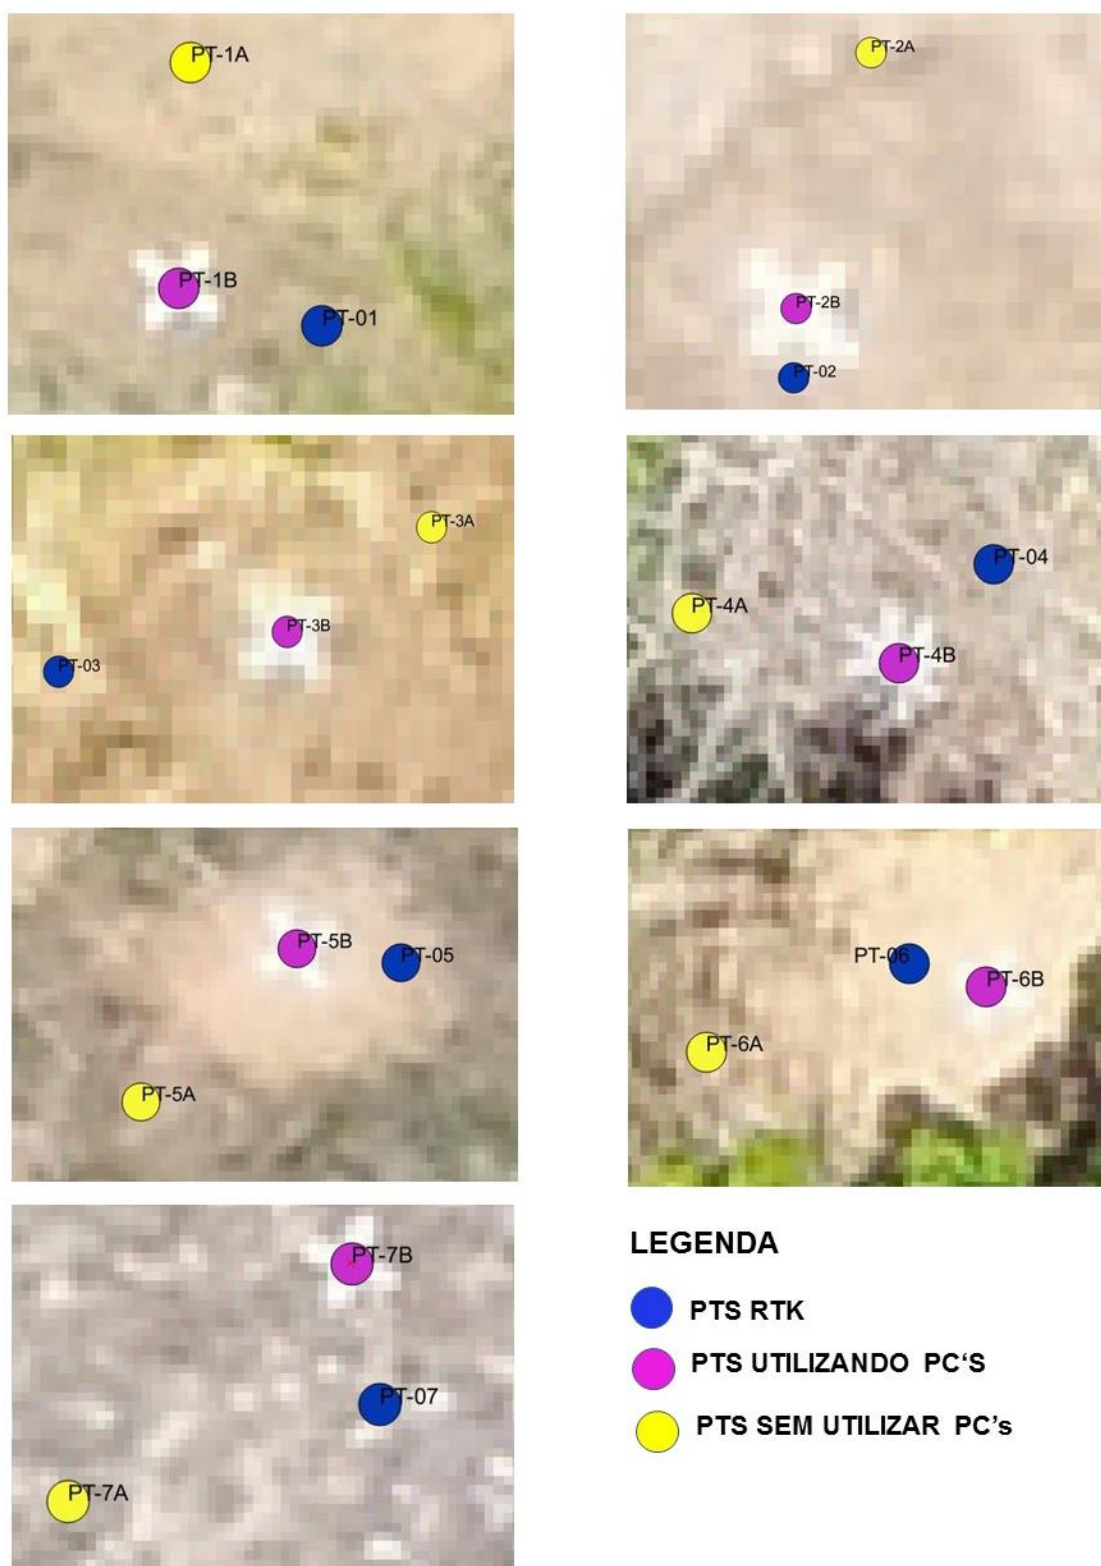 PT-1A
PT-1B
PT-01
PT-2A
PT-2B
PT-02
PT-3A
PT-3B
PT-03
PT-04
PT-4A
PT-4B
PT-5B
PT-05
PT-5A
PT-06
PT-6B
PT-6A
PT-7B
PT-07
PT-7A
LEGENDA
PTS RTK
PTS UTILIZANDO PC‘S
PTS SEM UTILIZAR PC’s